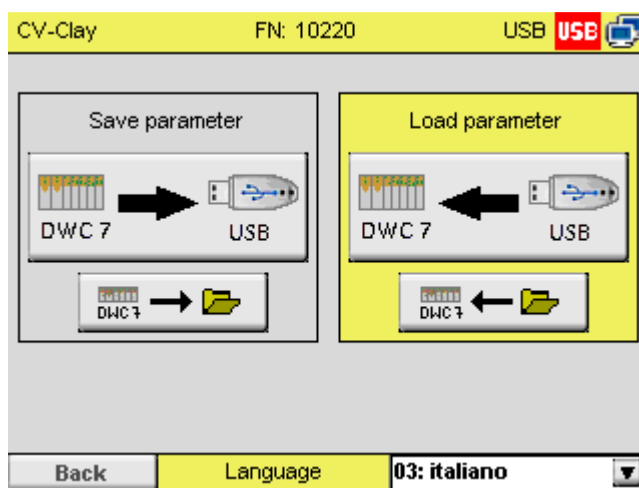 CV-Clay FN: 10220 USB USB
Save parameter
DWC 7 USB
DWC 7
Load parameter
DWC 7 USB
DWC 7
Back Language 03: italiano